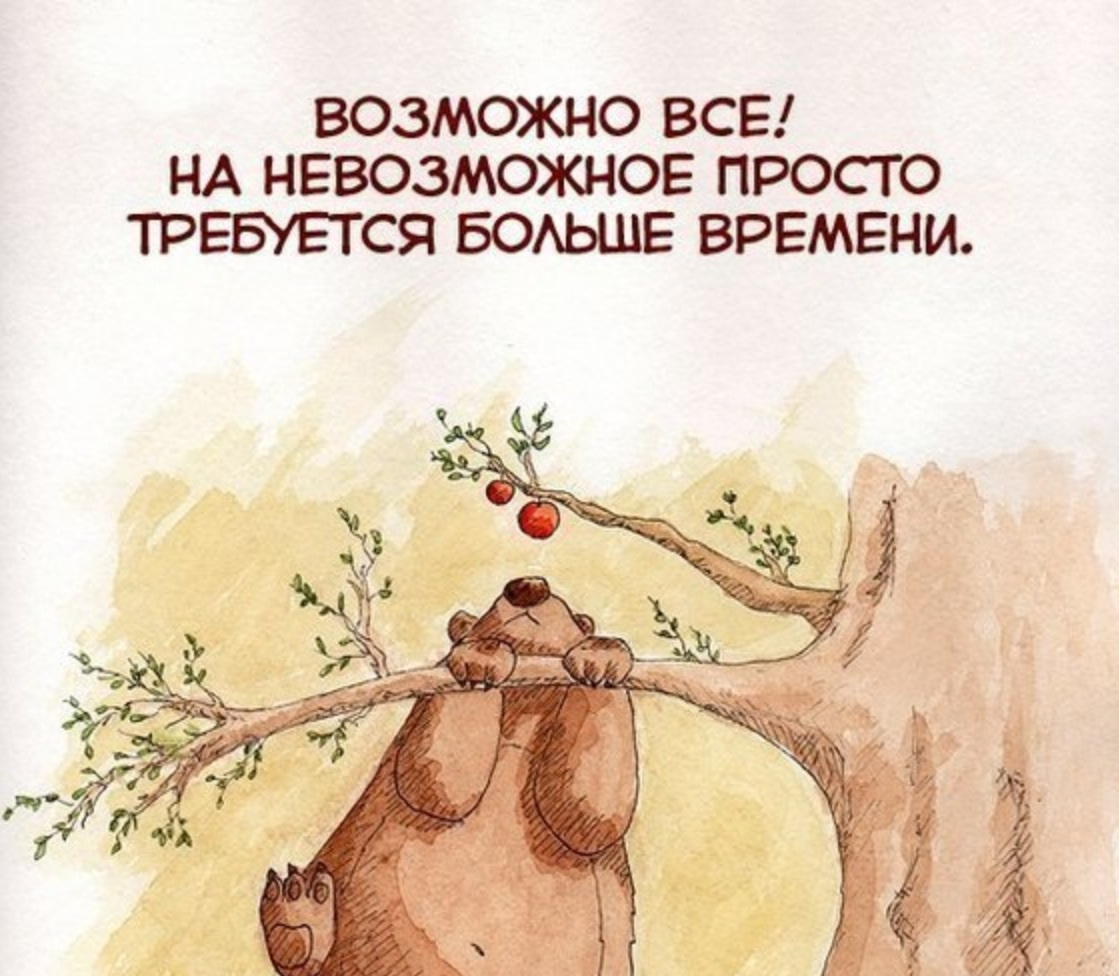 ВОЗМОЖНО ВСЕ!
НА НЕВОЗМОЖНОЕ ПРОСТО
ТРЕБУЕТСЯ БОЛЬШЕ ВРЕМЕНИ.